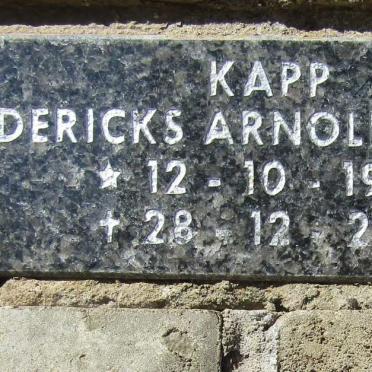 KAPP
DERICKS ARNOL
★ 12 - 10 - 19
✝ 28 - 12 - 2